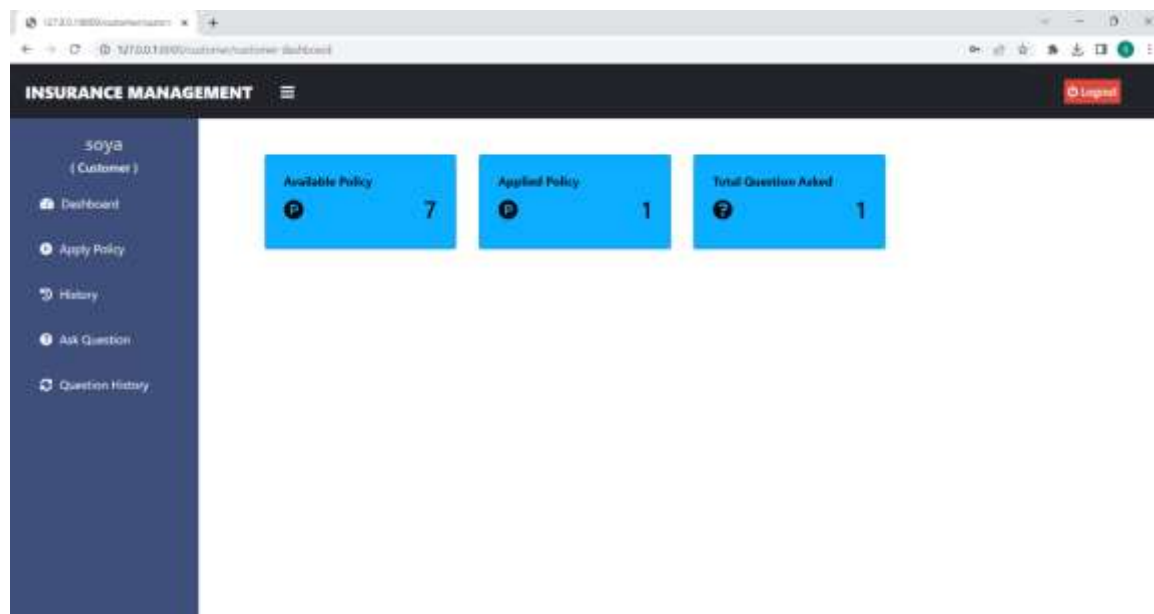 INSURANCE MANAGEMENT
Logout
soya
( Customer )
Dashboard
Apply Policy
History
Ask Question
Question History
Available Policy
7
Applied Policy
1
Total Question Asked
1